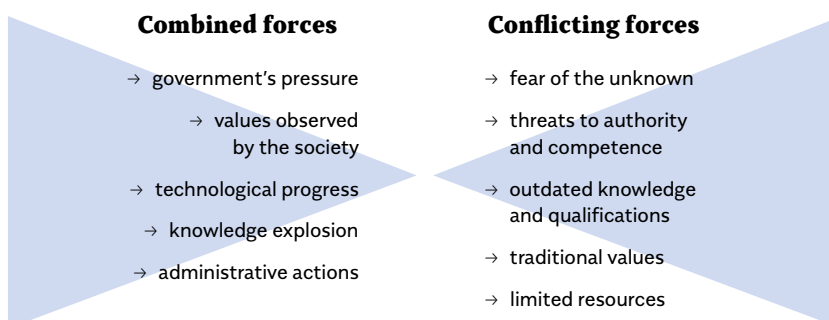 Combined forces
→ government's pressure
→ values observed
by the society
→ technological progress
→ knowledge explosion
→ administrative actions
Conflicting forces
→ fear of the unknown
→ threats to authority
and competence
→ outdated knowledge
and qualifications
→ traditional values
→ limited resources